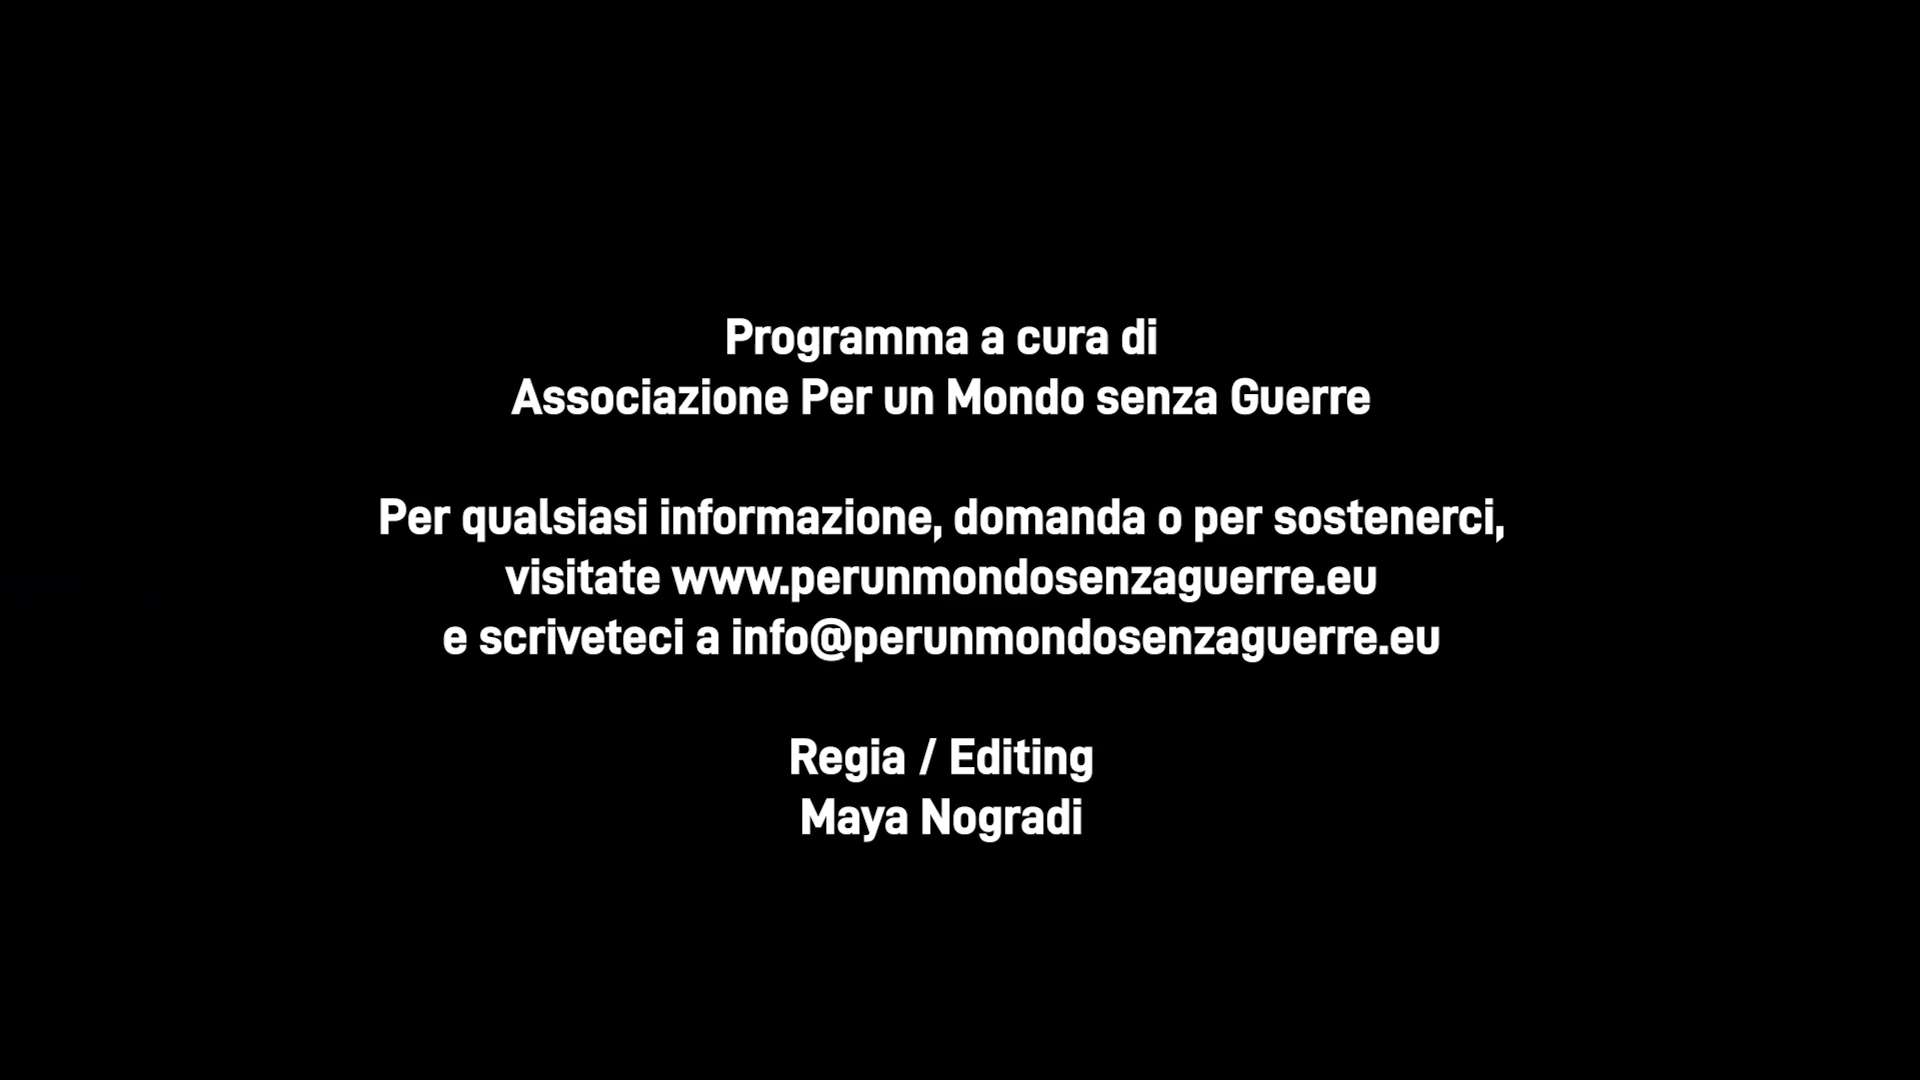 Programma a cura di
Associazione Per un Mondo senza Guerre
Per qualsiasi informazione, domanda o per sostenerci,
visitate www.perunmondosenzaguerre.eu
e scriveteci a info@perunmondosenzaguerre.eu
Regia / Editing
Maya Nogradi